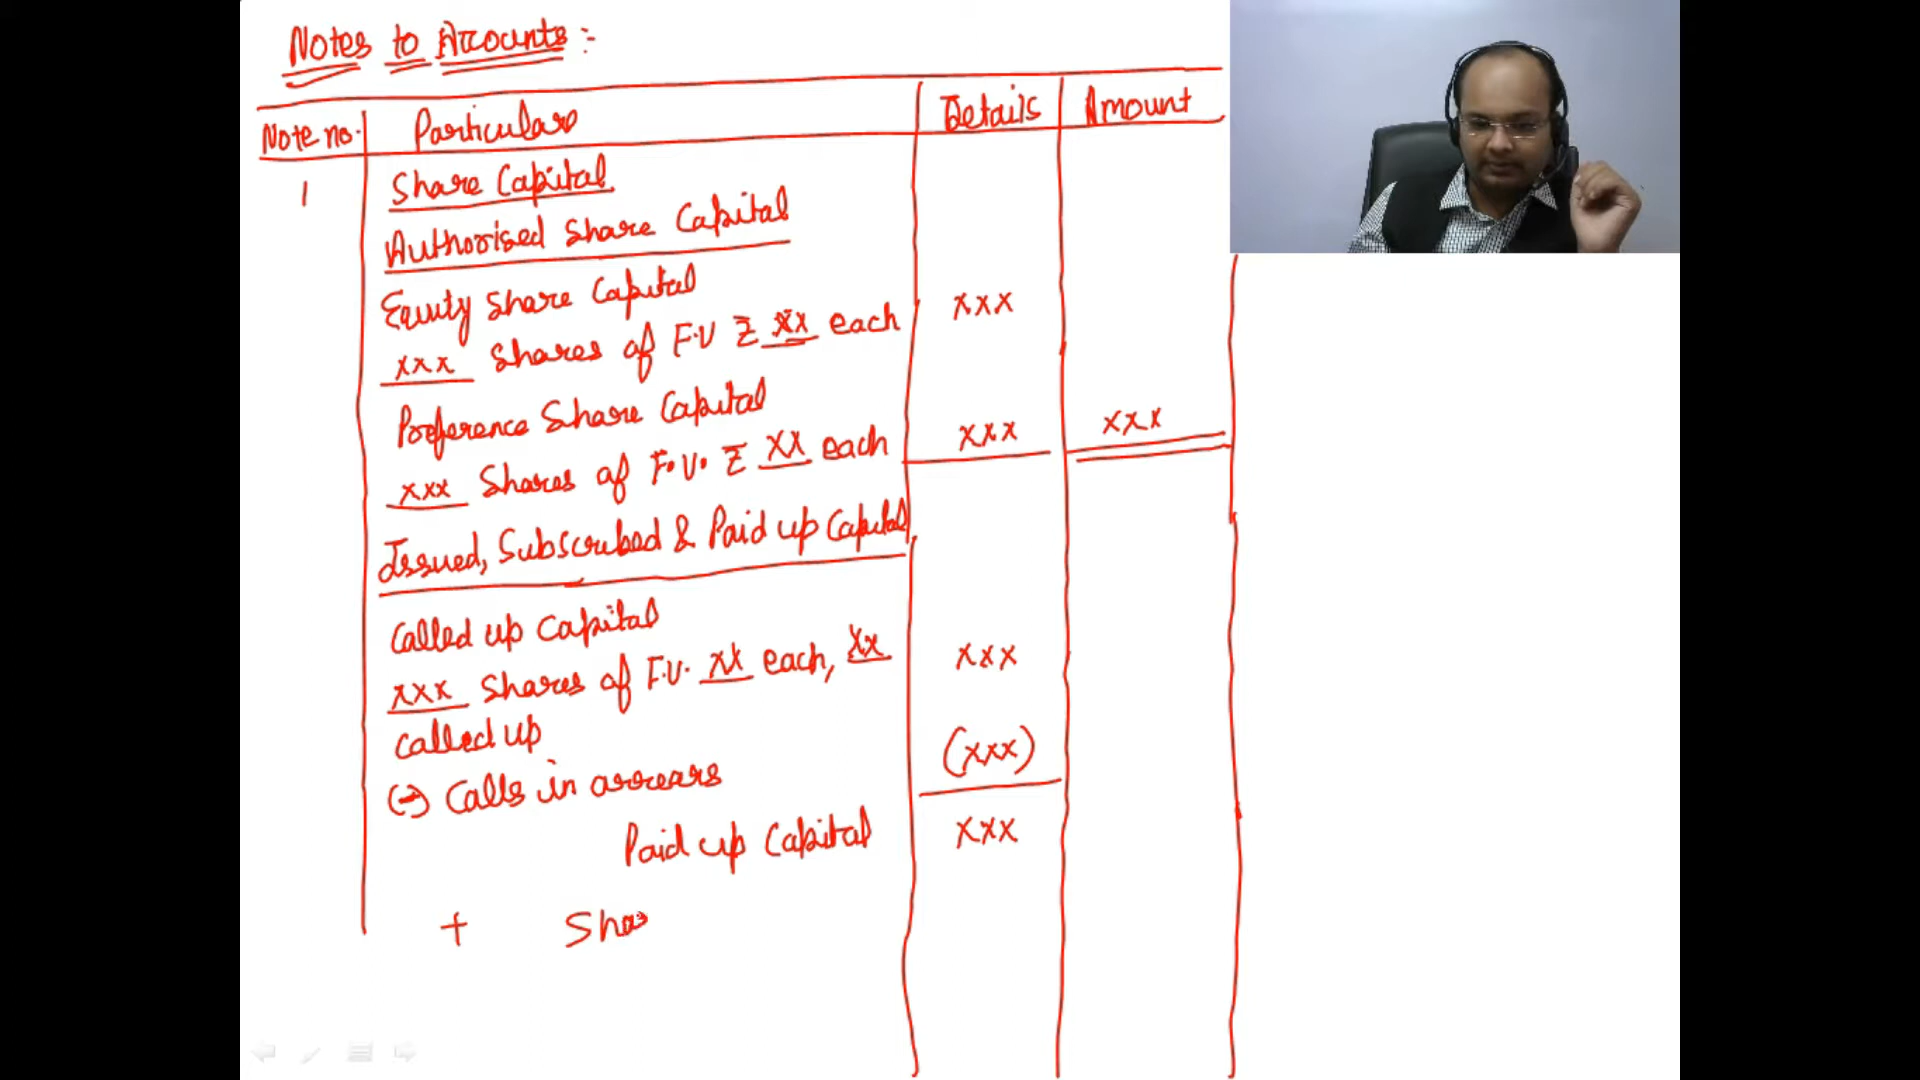 Notes to Accounts :-
Note no. Particulars Details Amount
1 Share Capital
Authorised Share Capital
Equity Share Capital xxx
xxx Shares of F.V ₹ xx each
Preference Share Capital xxx xxx
xxx Shares of F.V. ₹ xx each
Issued, Subscribed & Paid up Capital
Called up Capital
xxx Shares of F.V. xx each, xx xxx
called up
(-) Calls in arrears (xxx)
Paid up Capital xxx
+ Sha